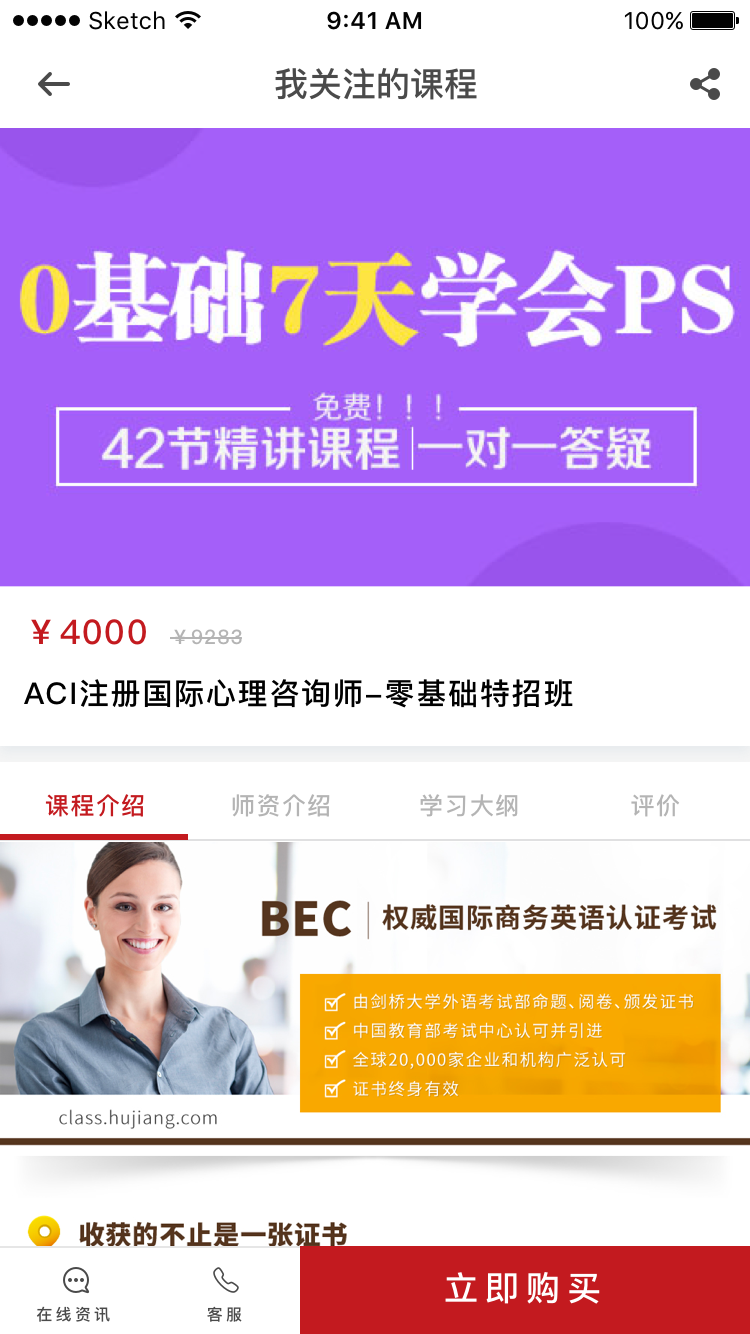 Sketch 9:41 AM 100%
我关注的课程
0基础7天学会PS
免费！！！
42节精讲课程|一对一答疑
¥4000 ¥9283
ACI注册国际心理咨询师–零基础特招班
课程介绍 师资介绍 学习大纲 评价
BEC | 权威国际商务英语认证考试
由剑桥大学外语考试部命题、阅卷、颁发证书
中国教育部考试中心认可并引进
全球20,000家企业和机构广泛认可
证书终身有效
class.hujiang.com
收获的不止是一张证书
在线资讯 客服 立即购买